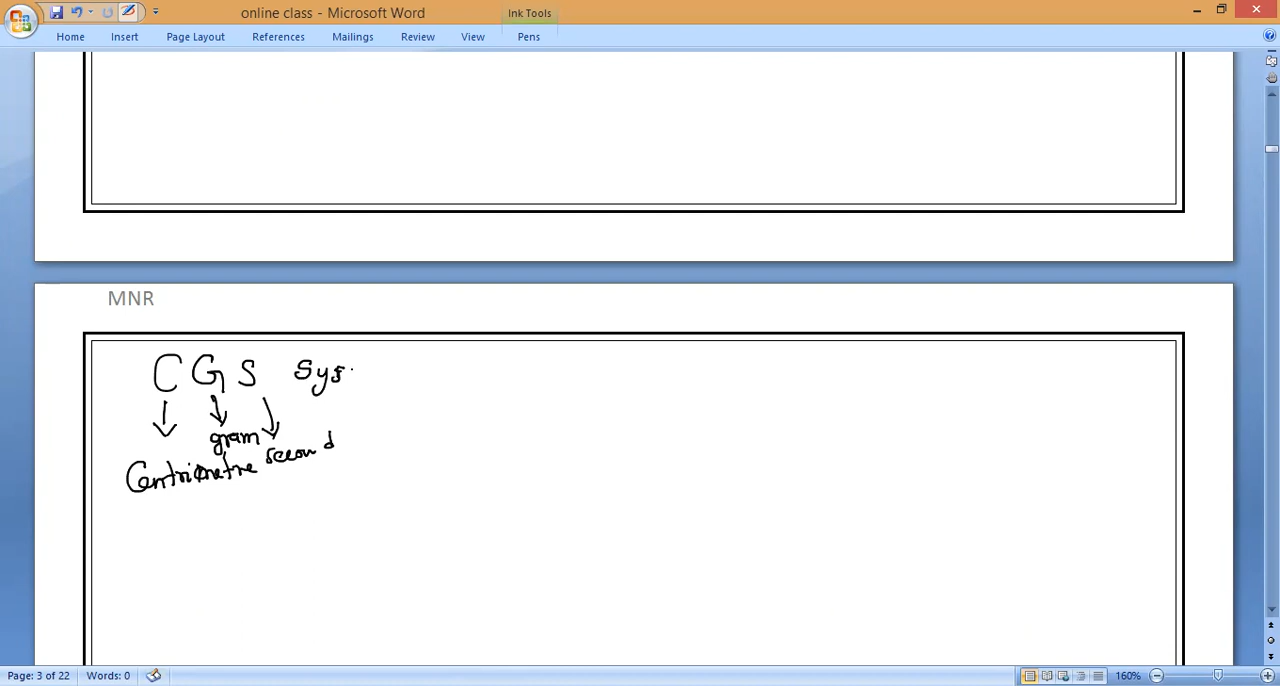 online class - Microsoft Word
Ink Tools
Home Insert Page Layout References Mailings Review View Pens
MNR
C G S Sys.
gram
Centrimetre second
Page: 3 of 22 Words: 0 160%